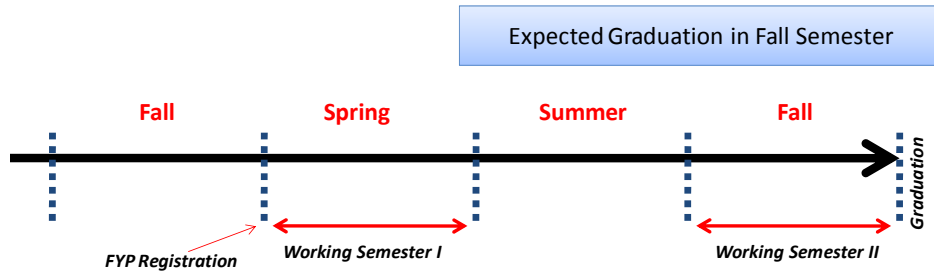 Expected Graduation in Fall Semester
Fall Spring Summer Fall
Graduation
FYP Registration
Working Semester I
Working Semester II